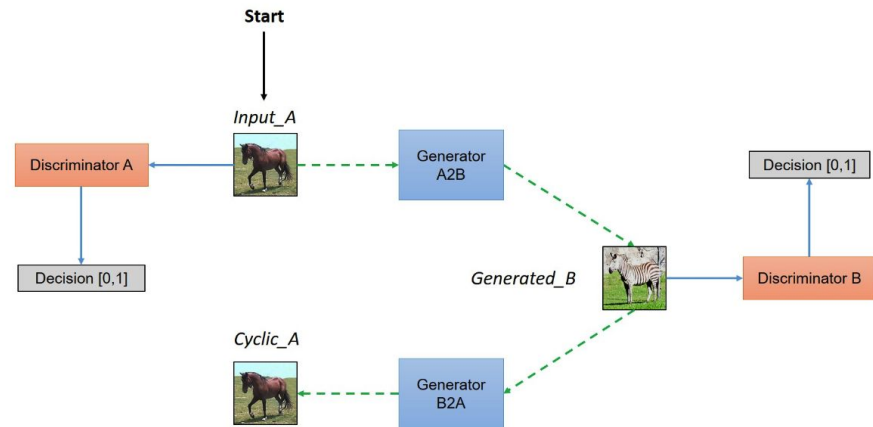 Start
Input_A
Discriminator A
Generator
A2B
Decision [0,1]
Decision [0,1]
Generated_B
Discriminator B
Cyclic_A
Generator
B2A